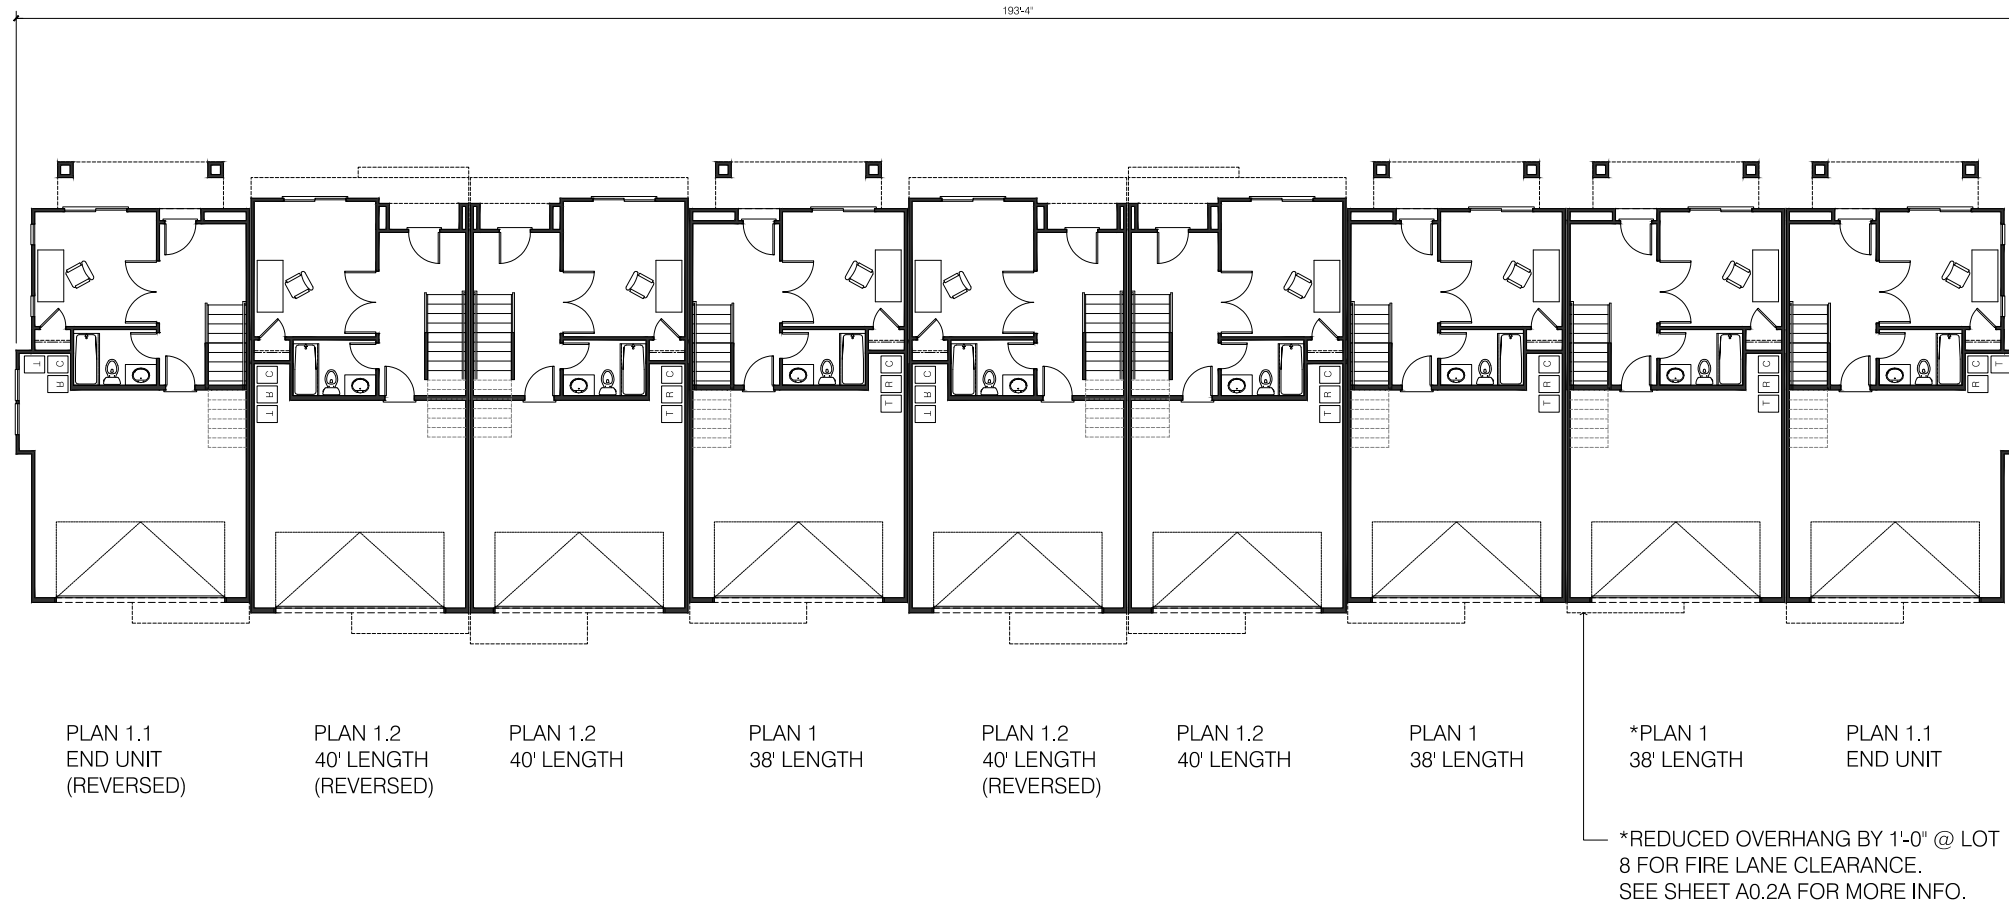 193'-4"
T C
R
C
R
T
C
R
T
C
R
T
C
R
T
C
R
T
C
R
T
C
R
T
C T
R
PLAN 1.1
END UNIT
(REVERSED)
PLAN 1.2
40' LENGTH
(REVERSED)
PLAN 1.2
40' LENGTH
PLAN 1
38' LENGTH
PLAN 1.2
40' LENGTH
(REVERSED)
PLAN 1.2
40' LENGTH
PLAN 1
38' LENGTH
*PLAN 1
38' LENGTH
PLAN 1.1
END UNIT
*REDUCED OVERHANG BY 1'-0" @ LOT
8 FOR FIRE LANE CLEARANCE.
SEE SHEET A0.2A FOR MORE INFO.